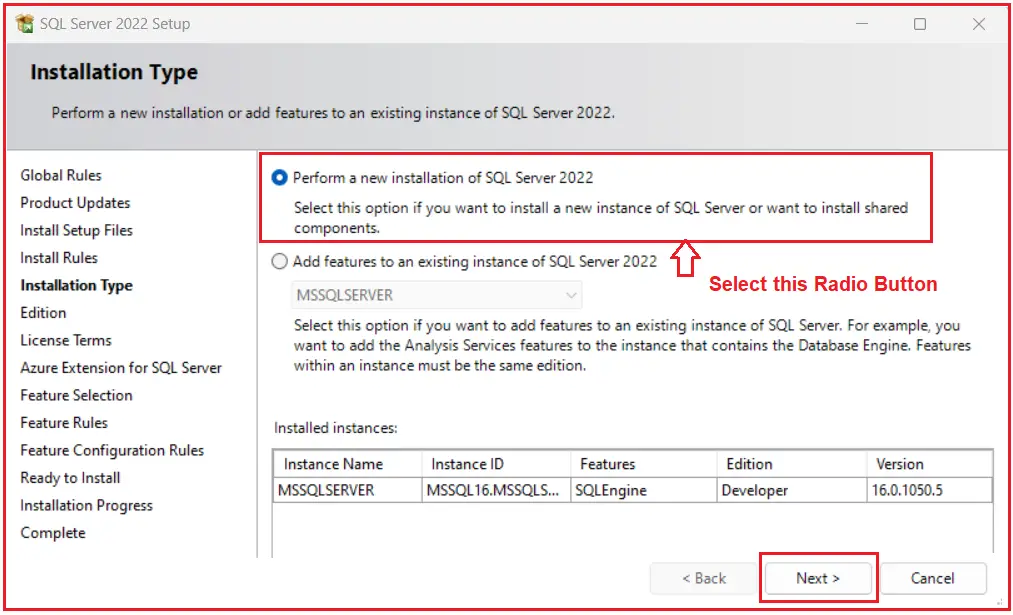 SQL Server 2022 Setup
Installation Type
Perform a new installation or add features to an existing instance of SQL Server 2022.
Global Rules
Product Updates
Install Setup Files
Install Rules
Installation Type
Edition
License Terms
Azure Extension for SQL Server
Feature Selection
Feature Rules
Feature Configuration Rules
Ready to Install
Installation Progress
Complete
Perform a new installation of SQL Server 2022
Select this option if you want to install a new instance of SQL Server or want to install shared
components.
Add features to an existing instance of SQL Server 2022
Select this Radio Button
MSSQLSERVER
Select this option if you want to add features to an existing instance of SQL Server. For example, you
want to add the Analysis Services features to the instance that contains the Database Engine. Features
within an instance must be the same edition.
Installed instances:
Instance Name Instance ID Features Edition Version
MSSQLSERVER MSSQL16.MSSQLS... SQLEngine Developer 16.0.1050.5
< Back Next > Cancel